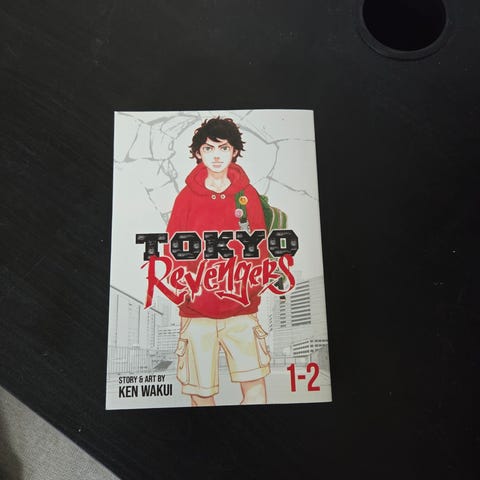 TOKYO
Revengers
STORY & ART BY
KEN WAKUI
1-2